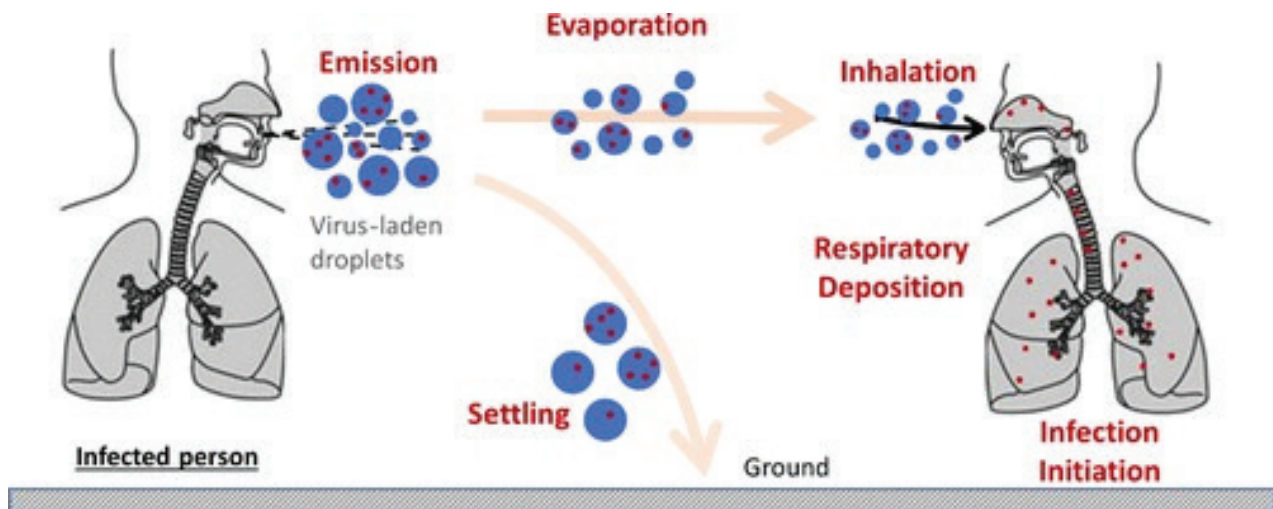 Evaporation
Emission
Inhalation
Virus-laden
droplets
Respiratory
Deposition
Settling
Infected person
Ground
Infection
Initiation